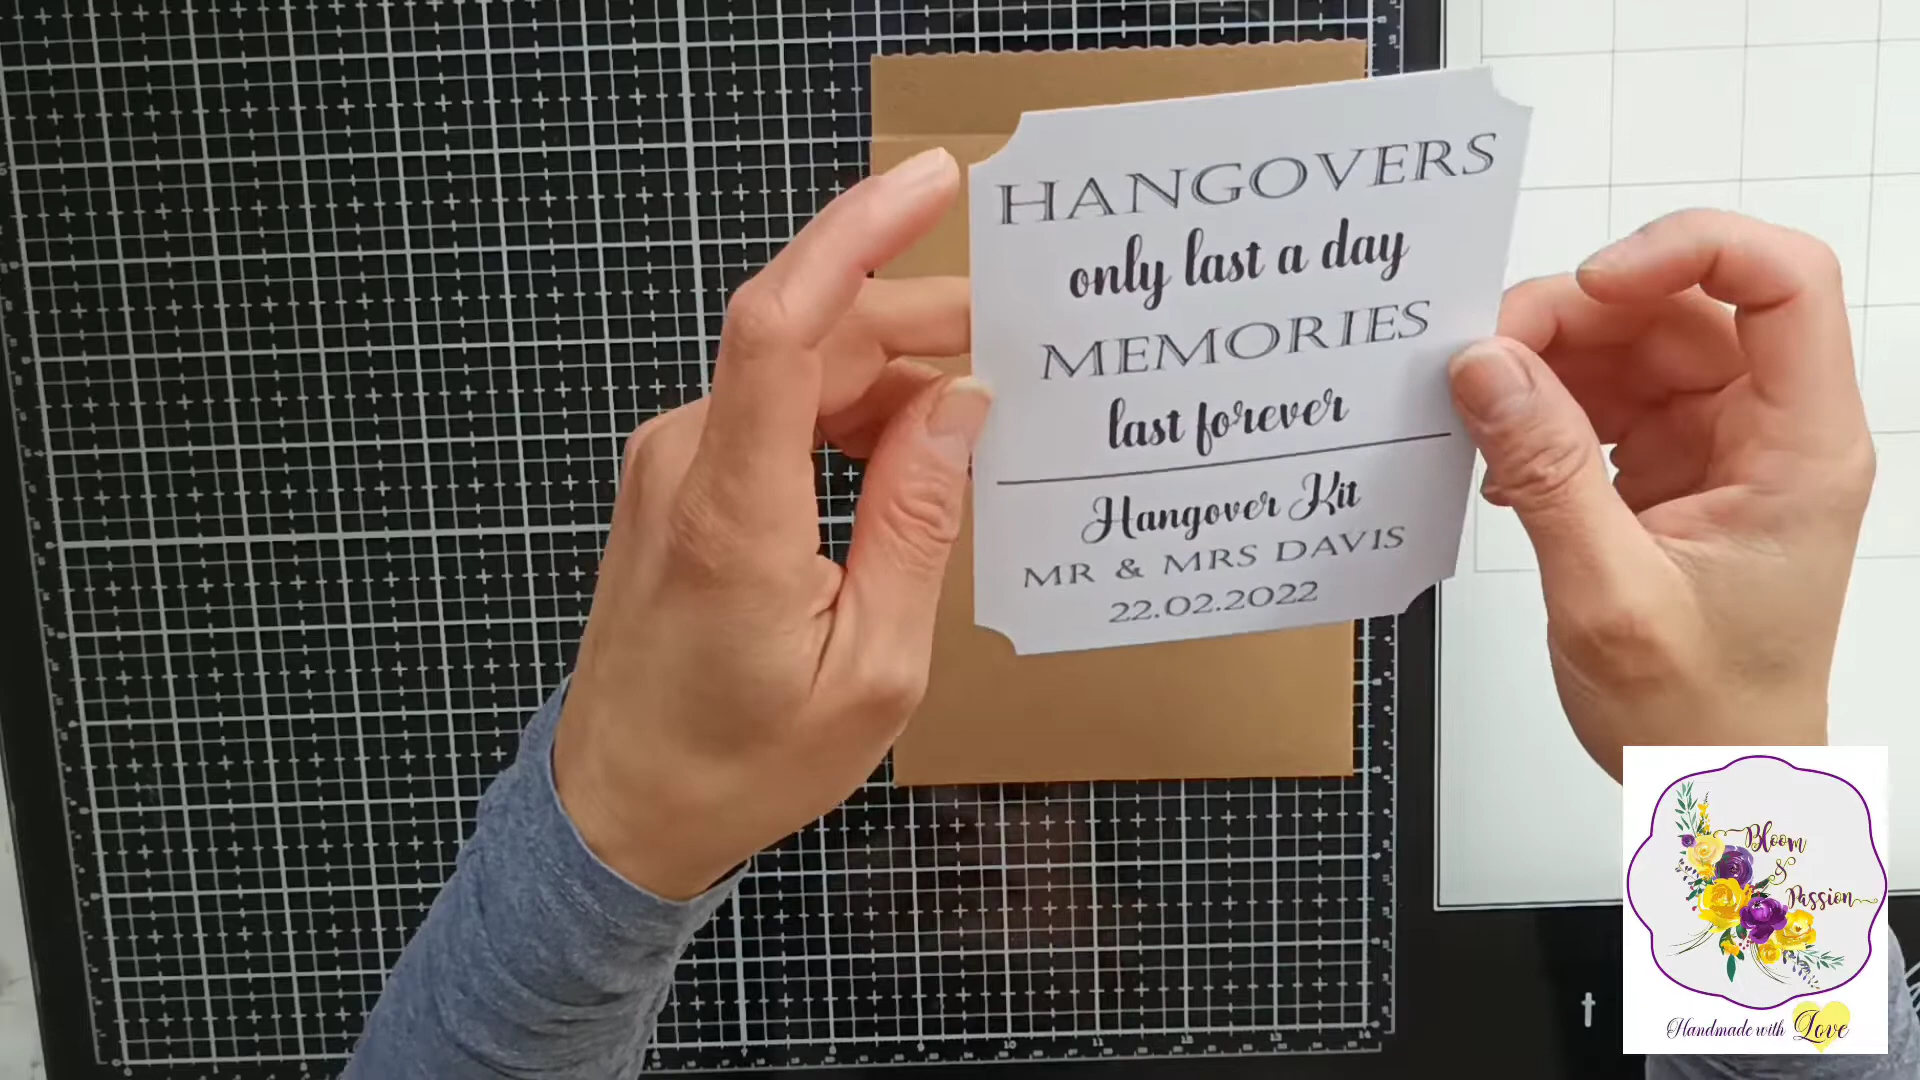 HANGOVERS
only last a day
MEMORIES
last forever
Hangover Kit
MR & MRS DAVIS
22.02.2022
Bloom
&
Passion
Handmade with Love